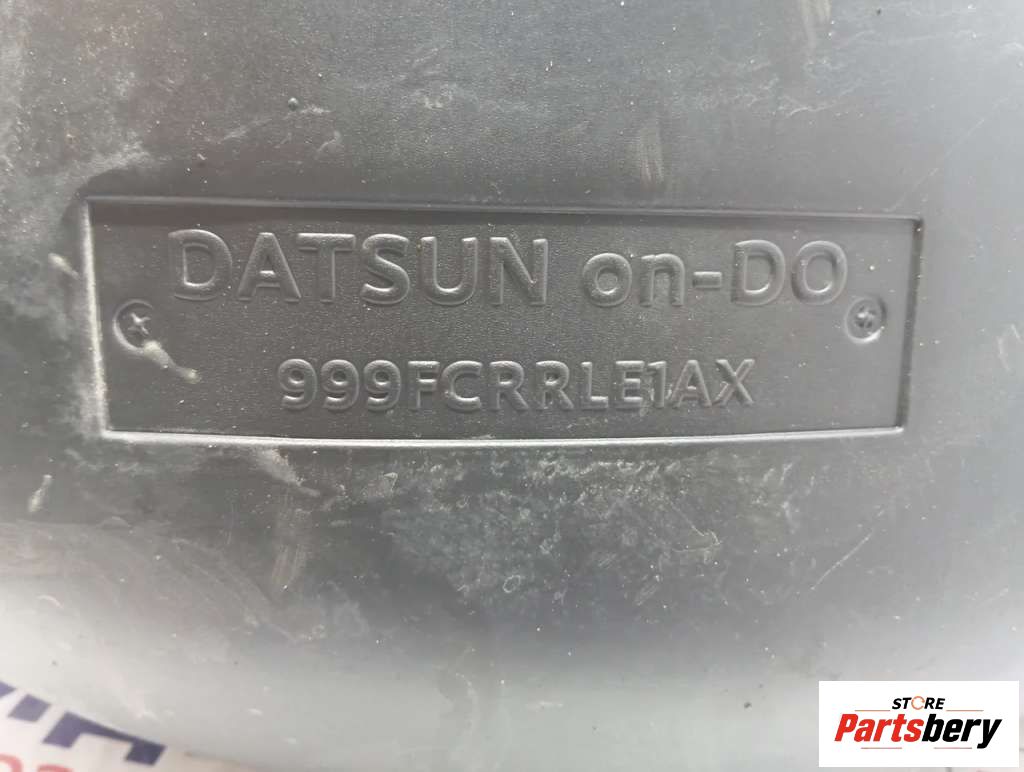 DATSUN on-DO
999FCRRLE1AX
STORE
Partsbery